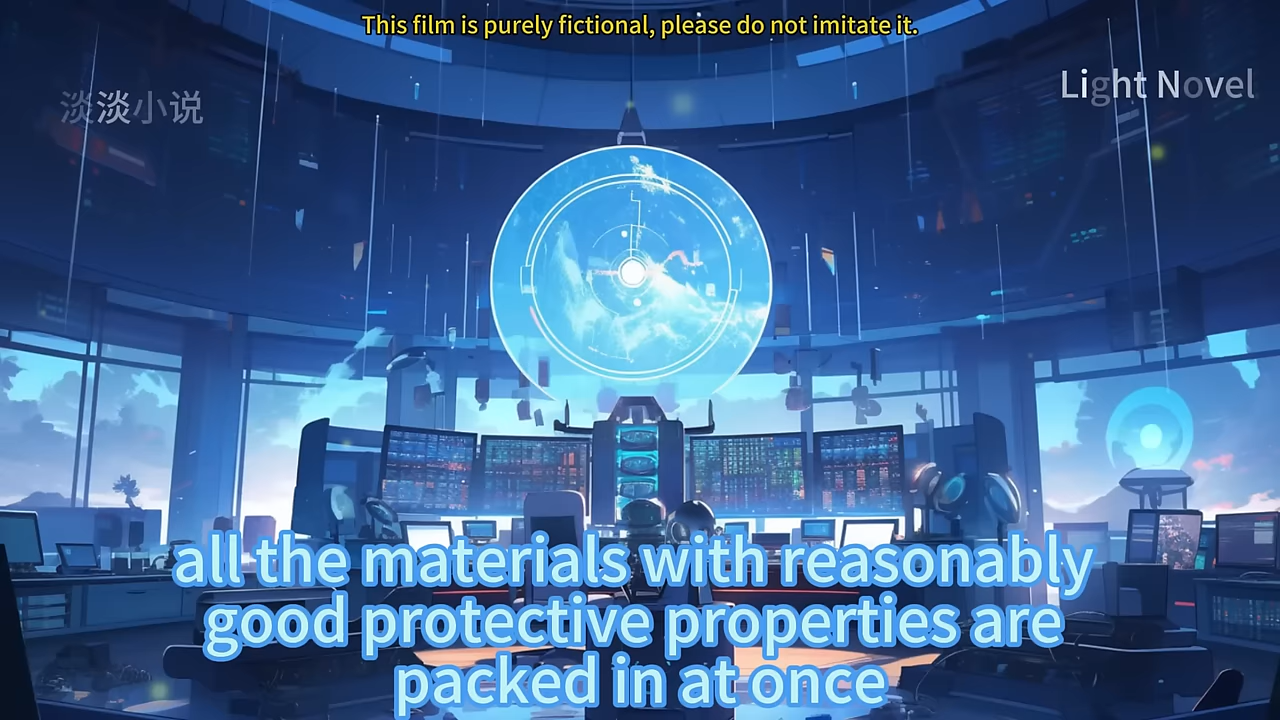 This film is purely fictional, please do not imitate it.
淡淡小说
Light Novel
all the materials with reasonably
good protective properties are
packed in at once